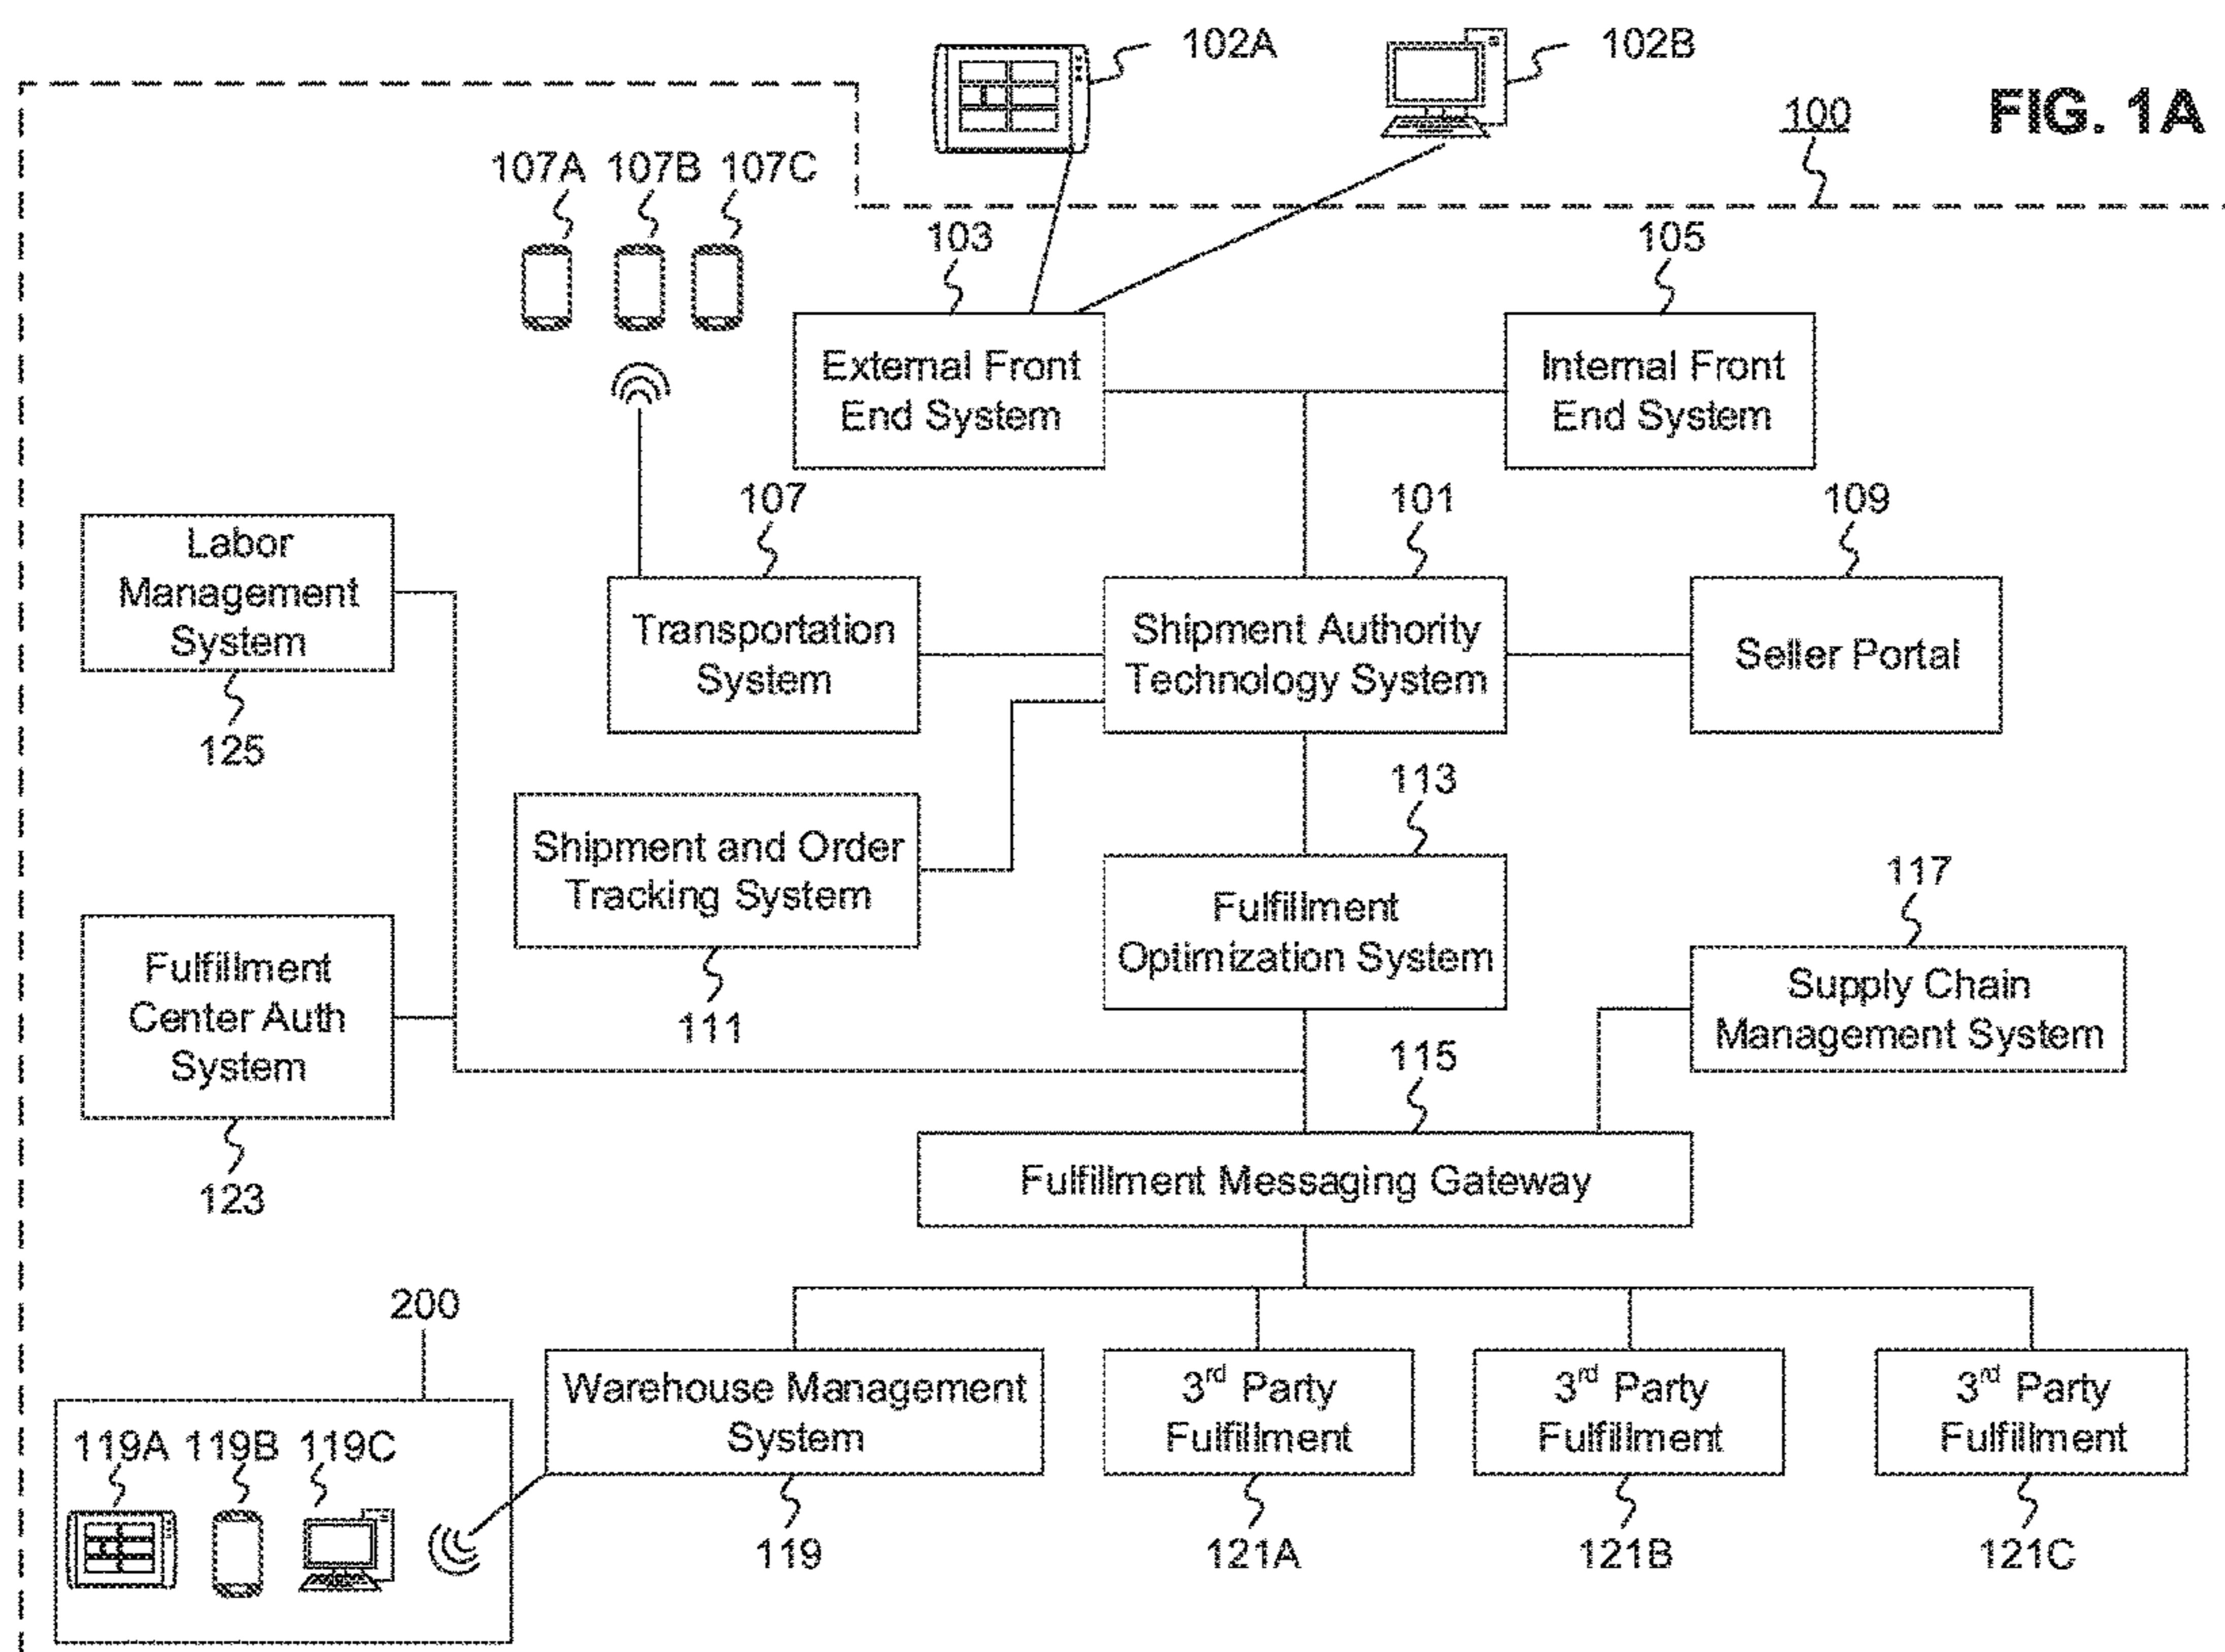 102A
102B
FIG. 1A
100
107A 107B 107C
103
105
External Front
End System
Internal Front
End System
107
101
109
Labor
Management
System
125
Transportation
System
Shipment Authority
Technology System
Seller Portal
113
Shipment and Order
Tracking System
111
Fulfillment
Optimization System
117
Fulfillment
Center Auth
System
123
Supply Chain
Management System
115
Fulfillment Messaging Gateway
200
119A 119B 119C
Warehouse Management
System
119
3rd Party
Fulfillment
121A
3rd Party
Fulfillment
121B
3rd Party
Fulfillment
121C